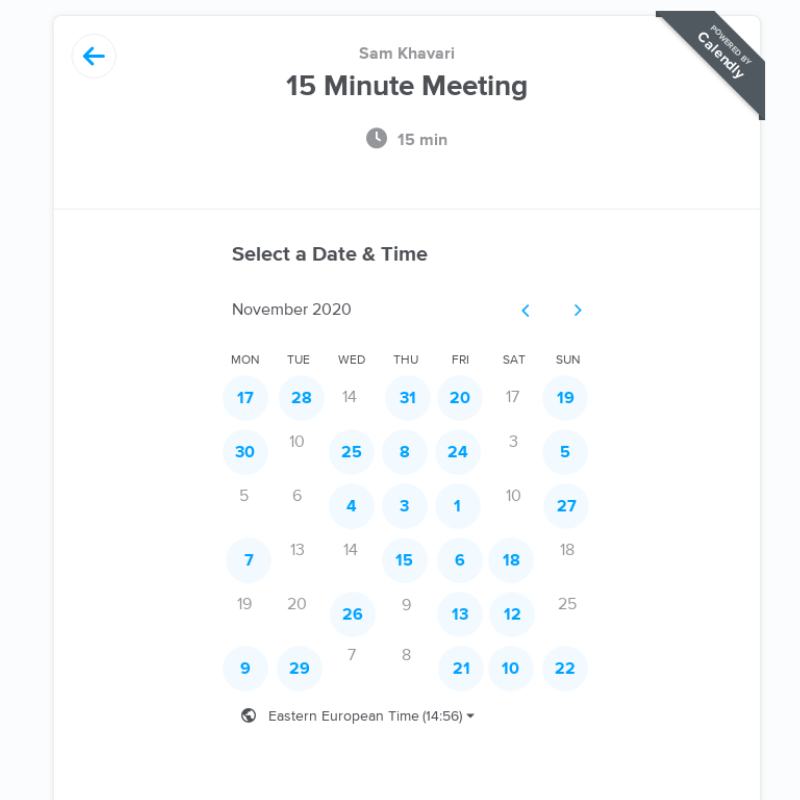 POWERED BY
Calendly
Sam Khavari
15 Minute Meeting
15 min
Select a Date & Time
November 2020
MON TUE WED THU FRI SAT SUN
17 28 14 31 20 17 19
30 10 25 8 24 3 5
5 6 4 3 1 10 27
7 13 14 15 6 18 18
19 20 26 9 13 12 25
9 29 7 8 21 10 22
Eastern European Time (14:56)